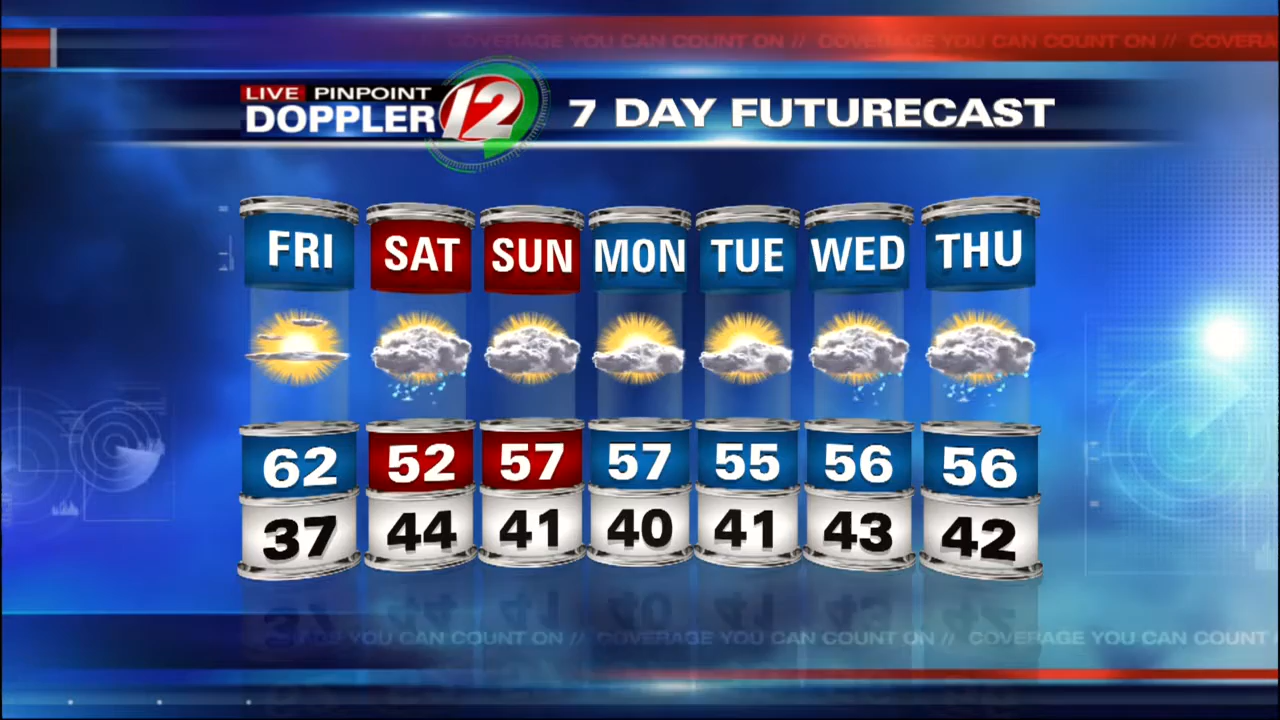 COVERAGE YOU CAN COUNT ON // COVERAGE YOU CAN COUNT ON // COVERA
LIVE PINPOINT
DOPPLER 12
7 DAY FUTURECAST
FRI SAT SUN MON TUE WED THU
62 52 57 57 55 56 56
37 44 41 40 41 43 42
YOU CAN COUNT ON // COVERAGE YOU CAN COUNT ON // COVERAGE YOU CAN COUNT